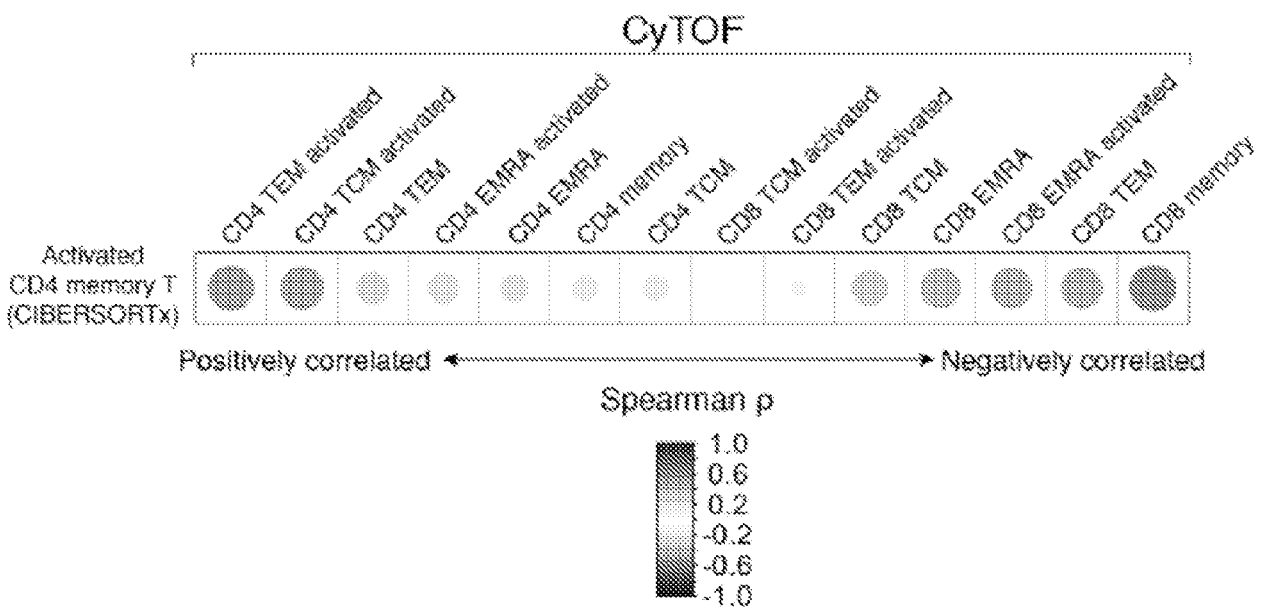 CyTOF
CD4 TEM activated
CD4 TCM activated
CD4 TEM
CD4 EMRA activated
CD4 EMRA
CD4 memory
CD4 TCM
CD8 TCM activated
CD8 TEM activated
CD8 TCM
CD8 EMRA
CD8 EMRA activated
CD8 TEM
CD8 memory
Activated
CD4 memory T
(CIBERSORTx)
Positively correlated
Negatively correlated
Spearman ρ
1.0
0.6
0.2
-0.2
-0.6
-1.0